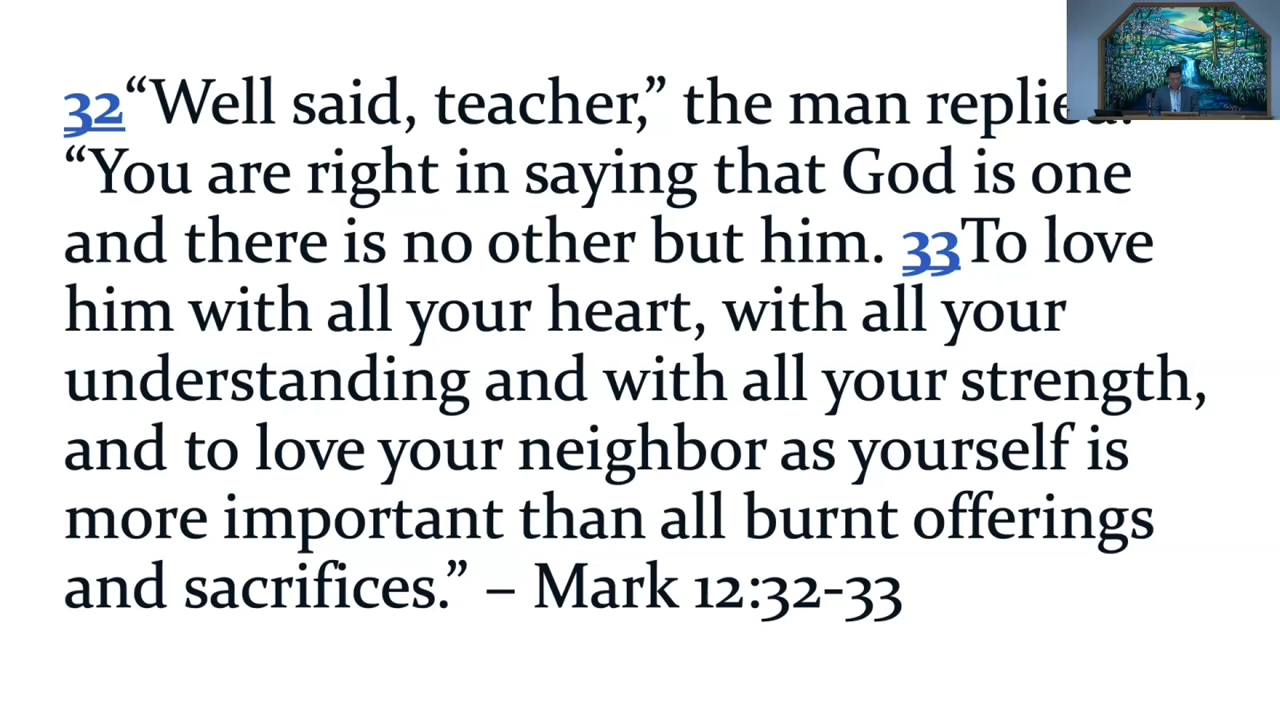 32“Well said, teacher,” the man replied.
“You are right in saying that God is one
and there is no other but him. 33To love
him with all your heart, with all your
understanding and with all your strength,
and to love your neighbor as yourself is
more important than all burnt offerings
and sacrifices.” – Mark 12:32-33